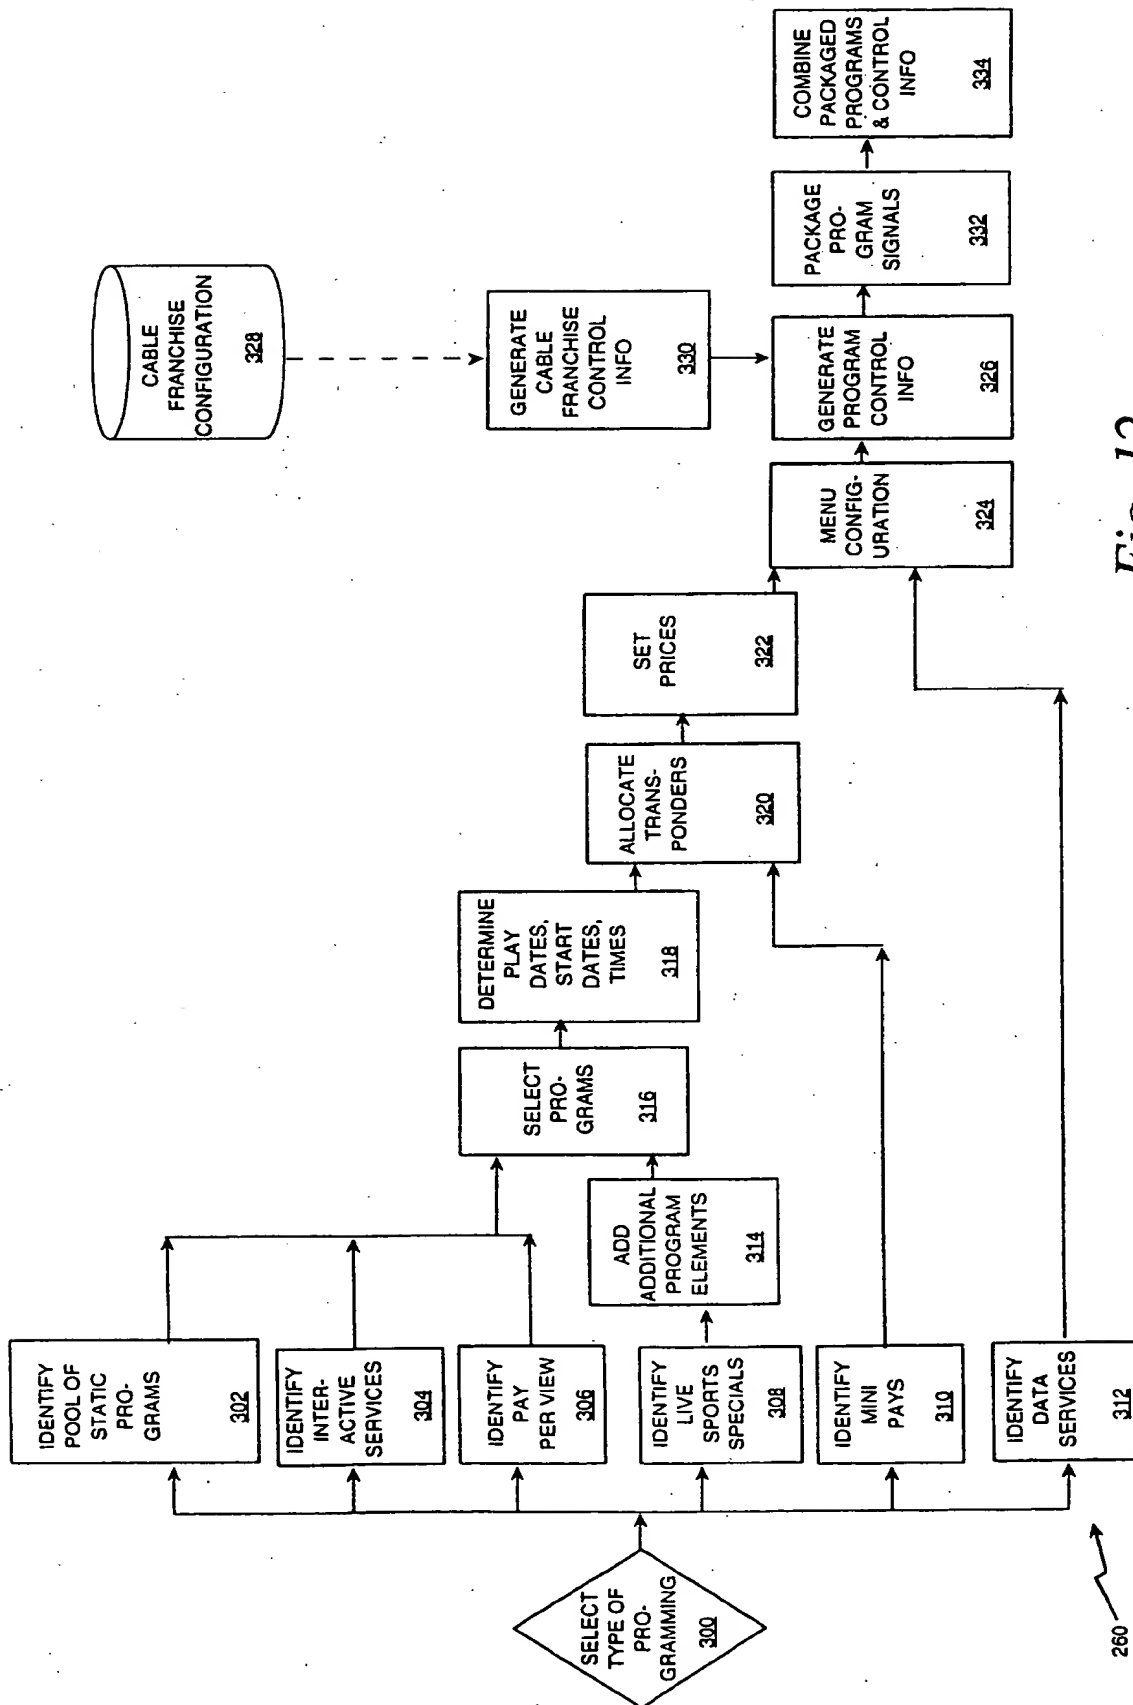 SELECT
TYPE OF
PRO-
GRAMMING
300
IDENTIFY
POOL OF
STATIC
PRO-
GRAMS
302
IDENTIFY
INTER-
ACTIVE
SERVICES
304
IDENTIFY
PAY
PER VIEW
306
IDENTIFY
LIVE
SPORTS
SPECIALS
308
IDENTIFY
MINI
PAYS
310
IDENTIFY
DATA
SERVICES
312
ADD
ADDITIONAL
PROGRAM
ELEMENTS
314
SELECT
PRO-
GRAMS
316
DETERMINE
PLAY
DATES,
START
DATES,
TIMES
318
ALLOCATE
TRANS-
PONDERS
320
SET
PRICES
322
MENU
CONFIG-
URATION
324
CABLE
FRANCHISE
CONFIGURATION
328
GENERATE
CABLE
FRANCHISE
CONTROL
INFO
330
GENERATE
PROGRAM
CONTROL
INFO
326
PACKAGE
PRO-
GRAM
SIGNALS
332
COMBINE
PACKAGED
PROGRAMS
& CONTROL
INFO
334
260